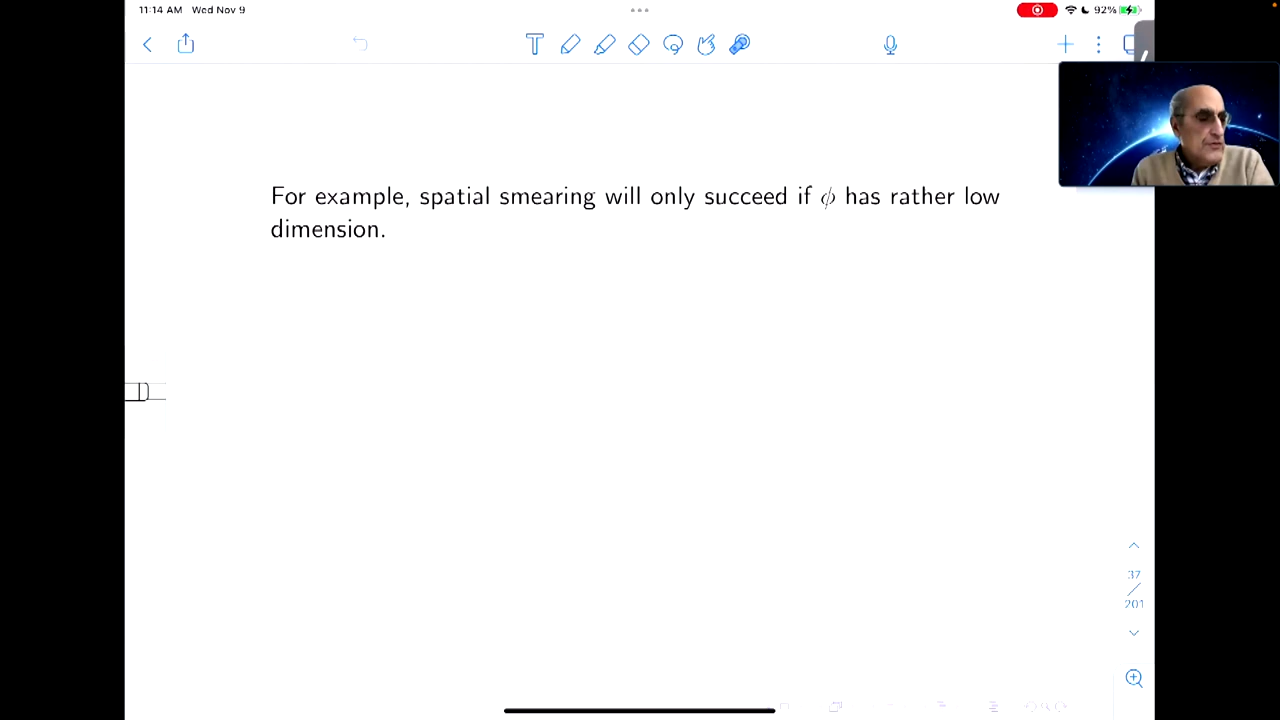 11:14 AM Wed Nov 9
92%
For example, spatial smearing will only succeed if ϕ has rather low
dimension.
37
/
201